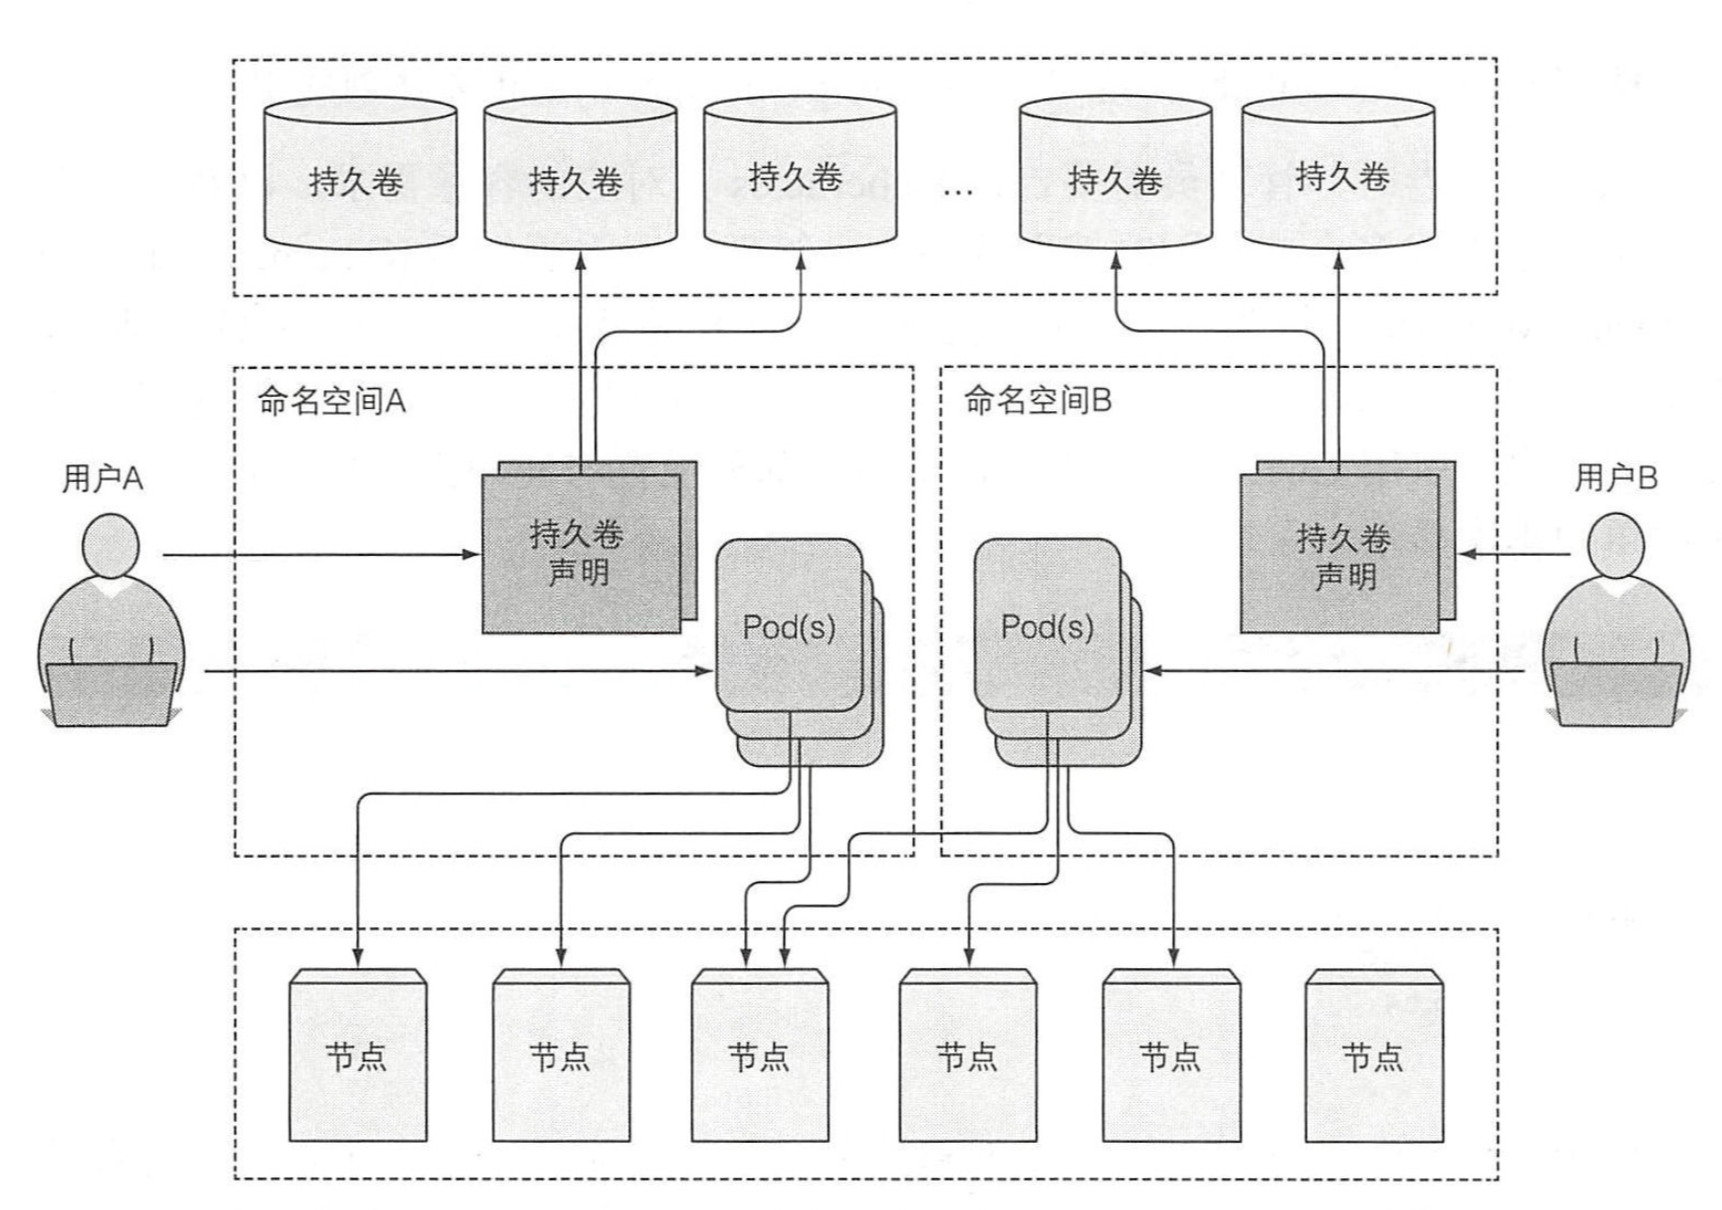 持久卷
持久卷
持久卷
...
持久卷
持久卷
命名空间A
命名空间B
用户A
用户B
持久卷
声明
持久卷
声明
Pod(s)
Pod(s)
节点
节点
节点
节点
节点
节点